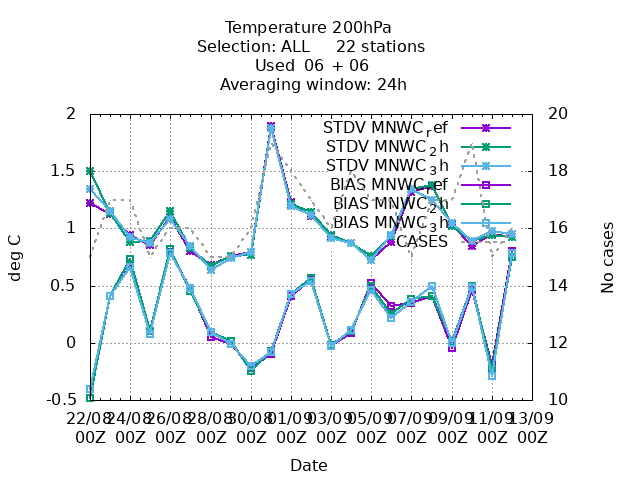 Temperature 200hPa
Selection: ALL     22 stations
Used  06 + 06
Averaging window: 24h
2
1.5
1
0.5
0
-0.5
deg C
20
18
16
14
12
10
No cases
STDV MNWC_ref
STDV MNWC_2h
STDV MNWC_3h
BIAS MNWC_ref
BIAS MNWC_2h
BIAS MNWC_3h
CASES
22/08 24/08 26/08 28/08 30/08 01/09 03/09 05/09 07/09 09/09 11/09 13/09
00Z 00Z 00Z 00Z 00Z 00Z 00Z 00Z 00Z 00Z 00Z 00Z
Date